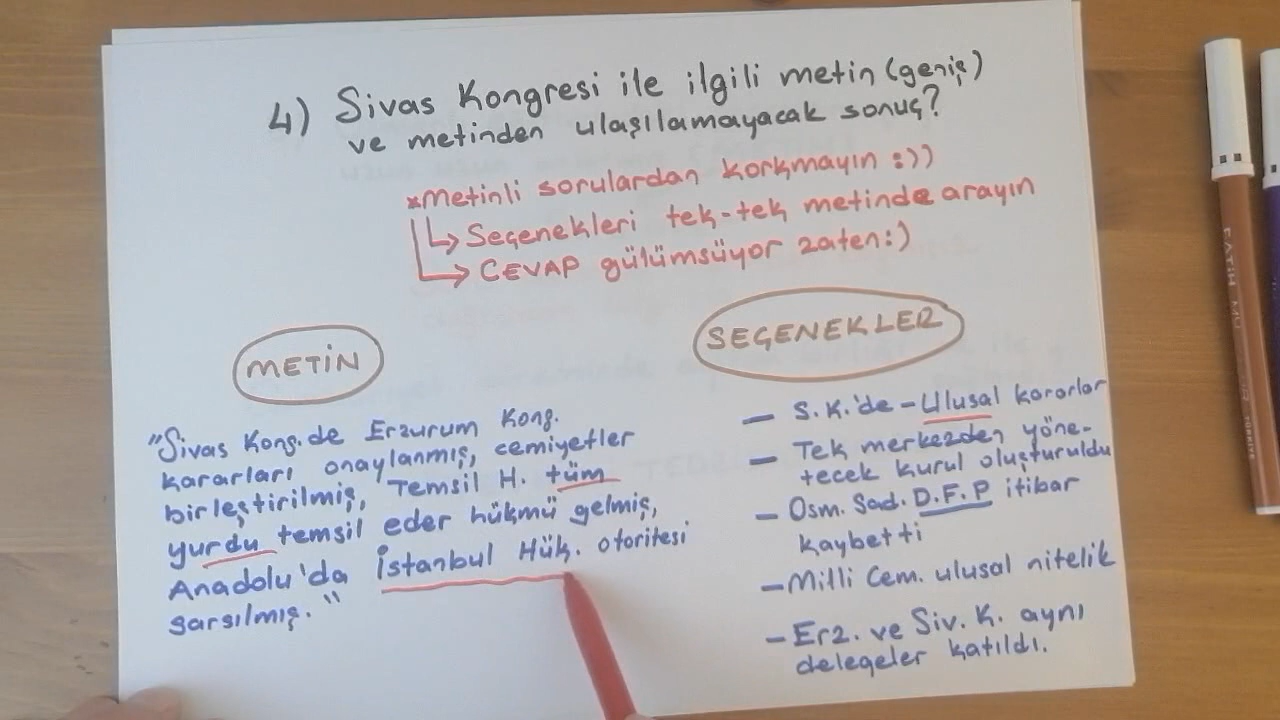 4) Sivas Kongresi ile ilgili metin (geniş)
ve metinden ulaşılamayacak sonuç?
*Metinli sorulardan korkmayın :))
Seçenekleri tek-tek metinde arayın
CEVAP gülümsüyor zaten:)
METİN
"Sivas Kong.de Erzurum Kong.
kararları onaylanmış, cemiyetler
birleştirilmiş, Temsil H. tüm
yurdu temsil eder hükmü gelmiş,
Anadolu'da İstanbul Hük. otoritesi
sarsılmış."
SEÇENEKLER
— S.K.'de - Ulusal kararlar
— Tek merkezden yöne-
tecek kurul oluşturuldu
— Osm. Sad. D.F.P itibar
kaybetti
— Milli Cem. ulusal nitelik
— Erz. ve Siv. K. aynı
delegeler katıldı.
FATİH